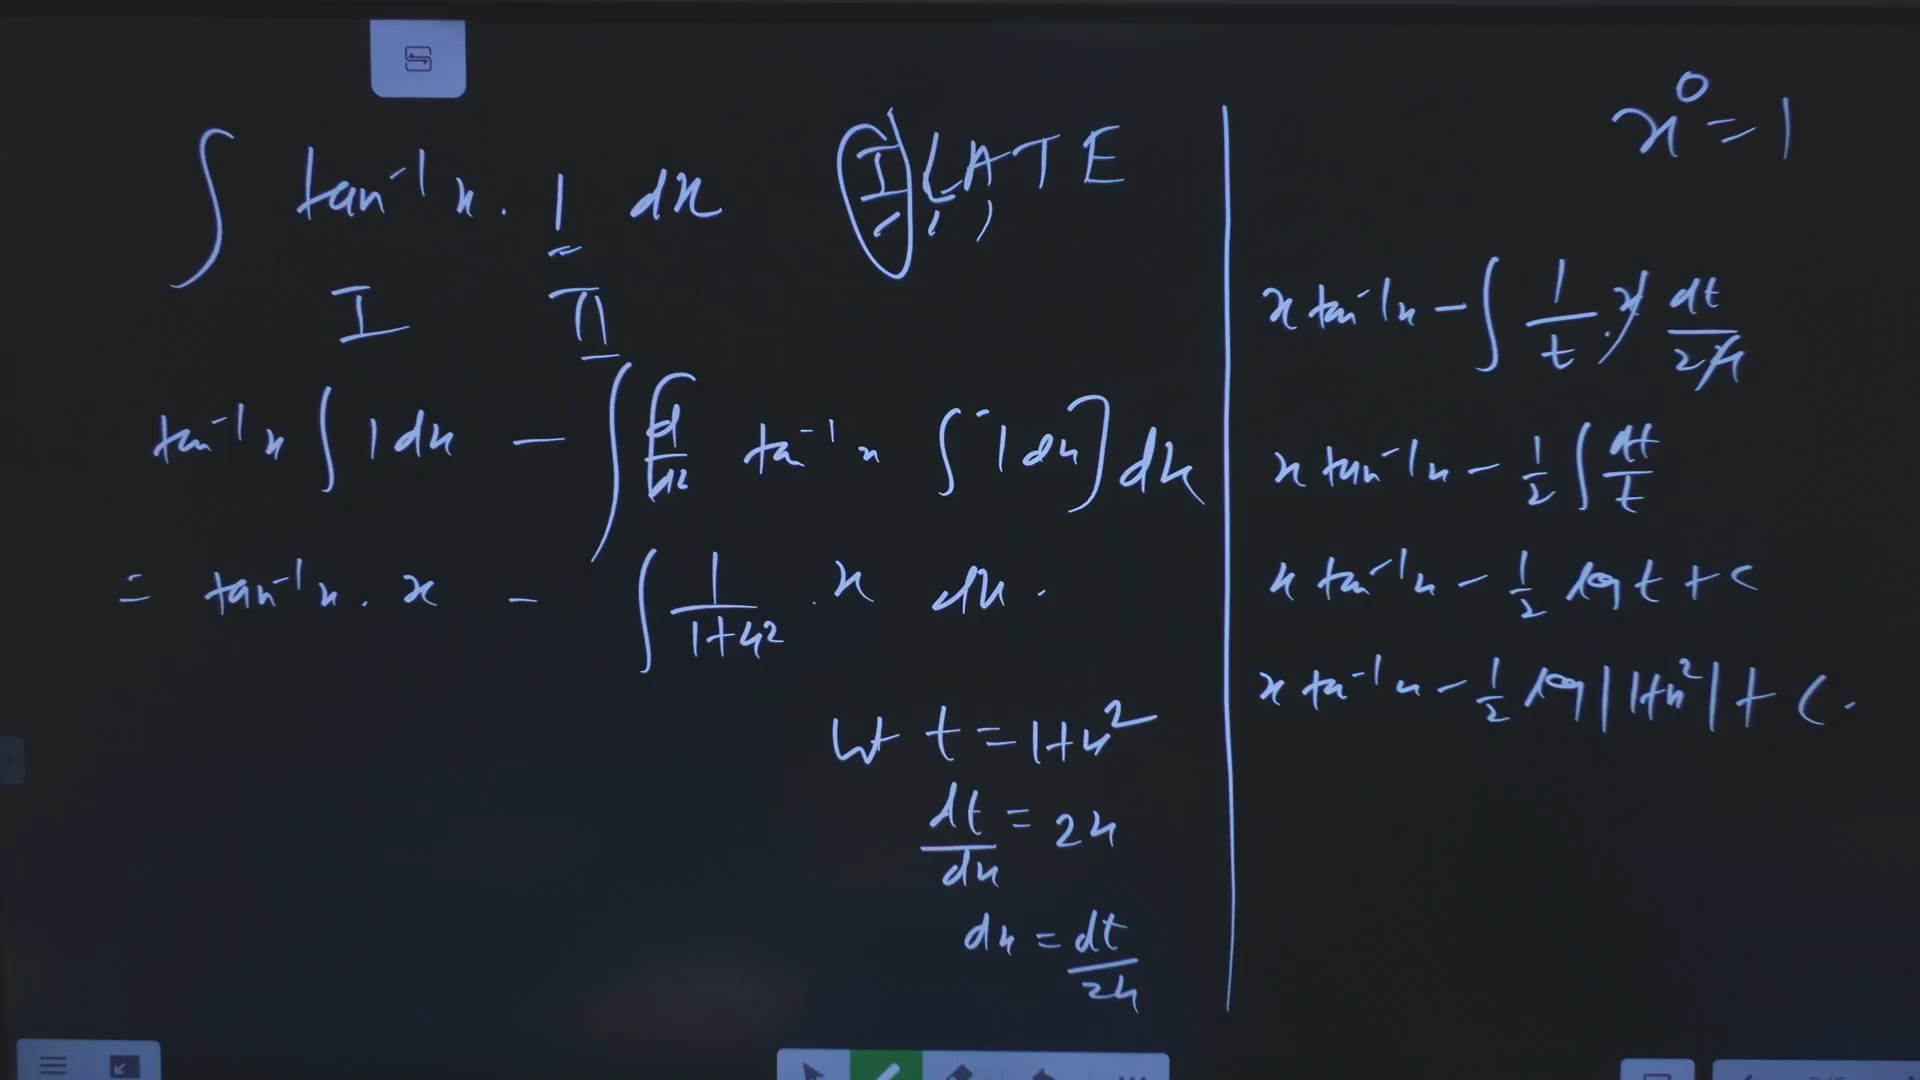 ∫ tan⁻¹x . 1 dx   ILATE
I   II
tan⁻¹x ∫ 1 dx − ∫ [d/dx tan⁻¹x ∫ 1 dx] dx
= tan⁻¹x . x − ∫ 1/(1+x²) . x dx .
let t = 1+x²
dt/dx = 2x
dx = dt/2x
x⁰ = 1
x tan⁻¹x − ∫ 1/t . x dt/2x
x tan⁻¹x − 1/2 ∫ dt/t
x tan⁻¹x − 1/2 log t + c
x tan⁻¹x − 1/2 log |1+x²| + C .